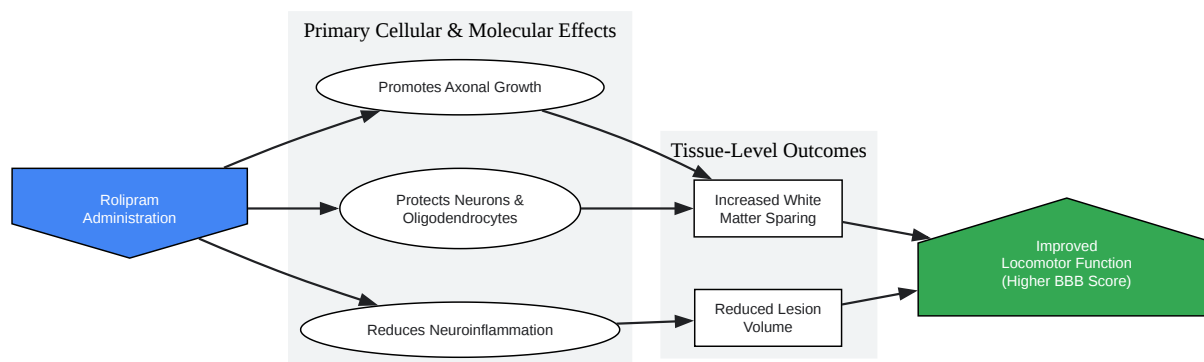 Primary Cellular & Molecular Effects
Promotes Axonal Growth
Rolipram
Administration
Protects Neurons &
Oligodendrocytes
Reduces Neuroinflammation
Tissue-Level Outcomes
Increased White
Matter Sparing
Reduced Lesion
Volume
Improved
Locomotor Function
(Higher BBB Score)